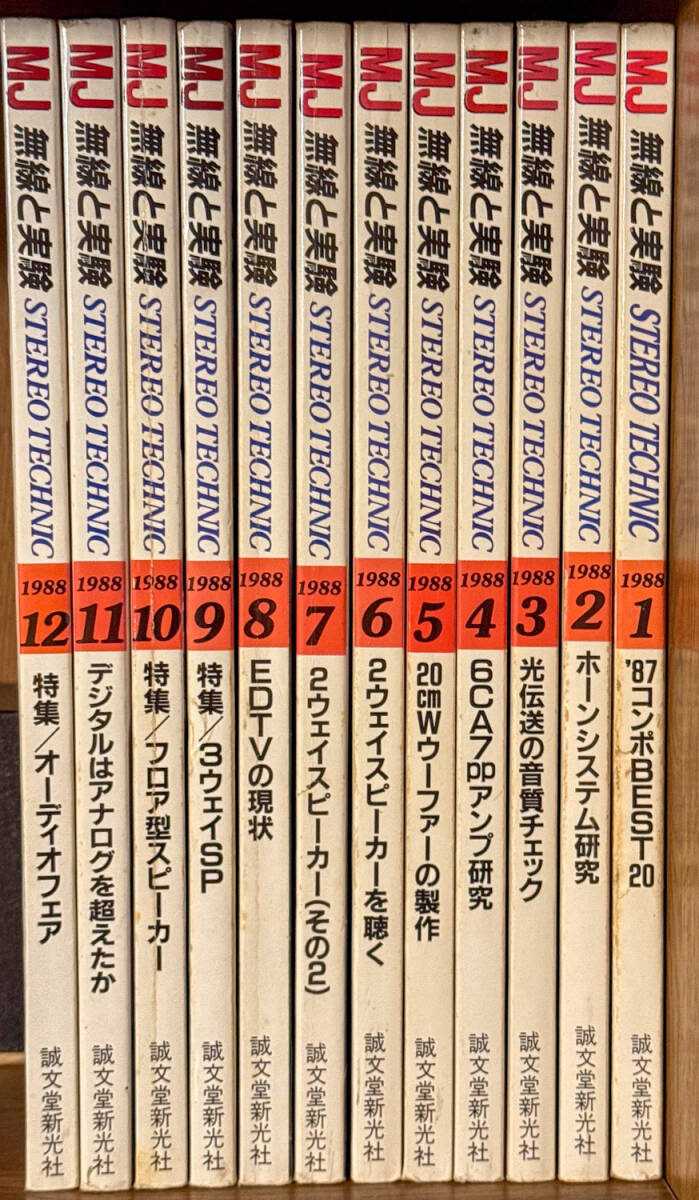 MJ 無線と実験 STEREO TECHNIC
1988
1
'87コンポBEST20
MJ 無線と実験 STEREO TECHNIC
1988
2
ホーンシステム研究
誠文堂新光社
MJ 無線と実験 STEREO TECHNIC
1988
3
光伝送の音質チェック
誠文堂新光社
MJ 無線と実験 STEREO TECHNIC
1988
4
6CA7ppアンプ研究
誠文堂新光社
MJ 無線と実験 STEREO TECHNIC
1988
5
20cmWウーファーの製作
誠文堂新光社
MJ 無線と実験 STEREO TECHNIC
1988
6
2ウェイスピーカーを聴く
誠文堂新光社
MJ 無線と実験 STEREO TECHNIC
1988
7
2ウェイスピーカー(その2)
誠文堂新光社
MJ 無線と実験 STEREO TECHNIC
1988
8
EDTVの現状
誠文堂新光社
MJ 無線と実験 STEREO TECHNIC
1988
9
特集/3ウェイSP
誠文堂新光社
MJ 無線と実験 STEREO TECHNIC
1988
10
特集/フロア型スピーカー
誠文堂新光社
MJ 無線と実験 STEREO TECHNIC
1988
11
デジタルはアナログを超えたか
誠文堂新光社
MJ 無線と実験 STEREO TECHNIC
1988
12
特集/オーディオフェア
誠文堂新光社